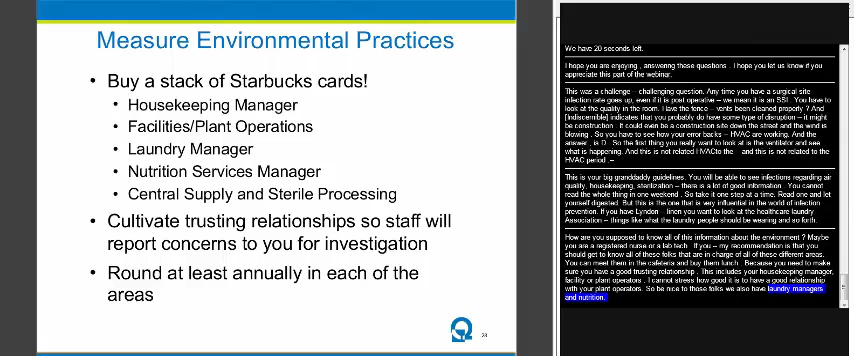 Measure Environmental Practices
• Buy a stack of Starbucks cards!
• Housekeeping Manager
• Facilities/Plant Operations
• Laundry Manager
• Nutrition Services Manager
• Central Supply and Sterile Processing
• Cultivate trusting relationships so staff will
report concerns to you for investigation
• Round at least annually in each of the
areas
28
We have 20 seconds left.
I hope you are enjoying , answering these questions . I hope you let us know if you
appreciate this part of the webinar.
This was a challenge – challenging question. Any time you have a surgical site
infection rate goes up, even if it is post operative – we mean it is an SSI . You have to
look at the quality in the room. Have the fence – vents been cleaned properly ? And
[Indiscernible] indicates that you probably do have some type of disruption – it might
be construction . It could even be a construction site down the street and the wind is
blowing . So you have to see how your error backs – HVAC are working. And the
answer , is D . So the first thing you really want to look at is the ventilator and see
what is happening. And this is not related HVACto the – and this is not related to the
HVAC period .–
This is your big granddaddy guidelines. You will be able to see infections regarding air
quality, housekeeping, sterilization – there is a lot of good information . You cannot
read the whole thing in one weekend . So take it one step at a time. Read one and let
yourself digested. But this is the one that is very influential in the world of infection
prevention. If you have Lyndon – linen you want to look at the healthcare laundry
Association – things like what the laundry people should be wearing and so forth.
How are you supposed to know all of this information about the environment ? Maybe
you are a registered nurse or a lab tech . If you – my recommendation is that you
should get to know all of these folks that are in charge of all of these different areas.
You can meet them in the cafeteria and buy them lunch . Because you need to make
sure you have a good trusting relationship . This includes your housekeeping manager,
facility or plant operators . I cannot stress how good it is to have a good relationship
with your plant operators. So be nice to those folks we also have laundry managers
and nutrition.